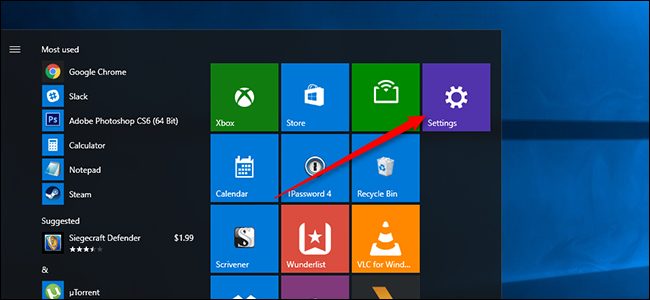 Most used
Google Chrome
Slack
Ps
Adobe Photoshop CS6 (64 Bit)
Calculator
Notepad
Steam
Suggested
Siegecraft Defender $1.99
&
µTorrent
Xbox
Store
Settings
Calendar
1Password 4
Recycle Bin
Scrivener
Wunderlist
VLC for Wind...